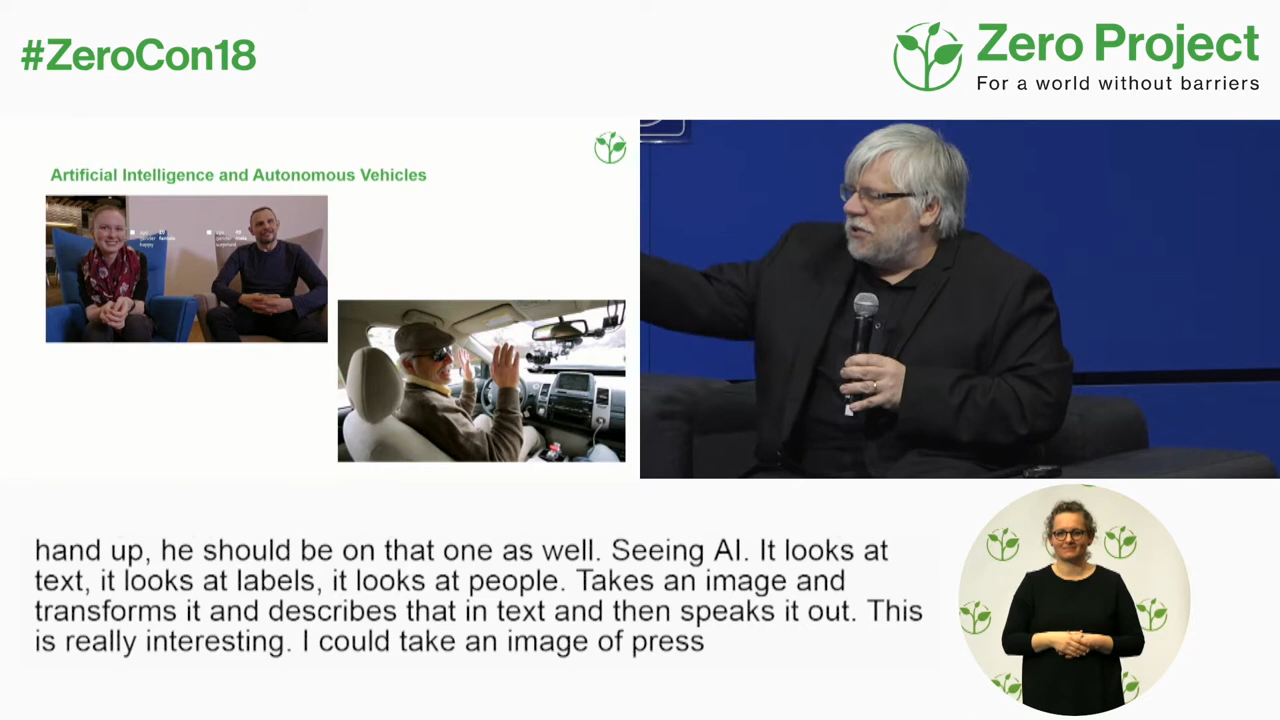 #ZeroCon18
Zero Project
For a world without barriers
Artificial Intelligence and Autonomous Vehicles
hand up, he should be on that one as well. Seeing AI. It looks at
text, it looks at labels, it looks at people. Takes an image and
transforms it and describes that in text and then speaks it out. This
is really interesting. I could take an image of press